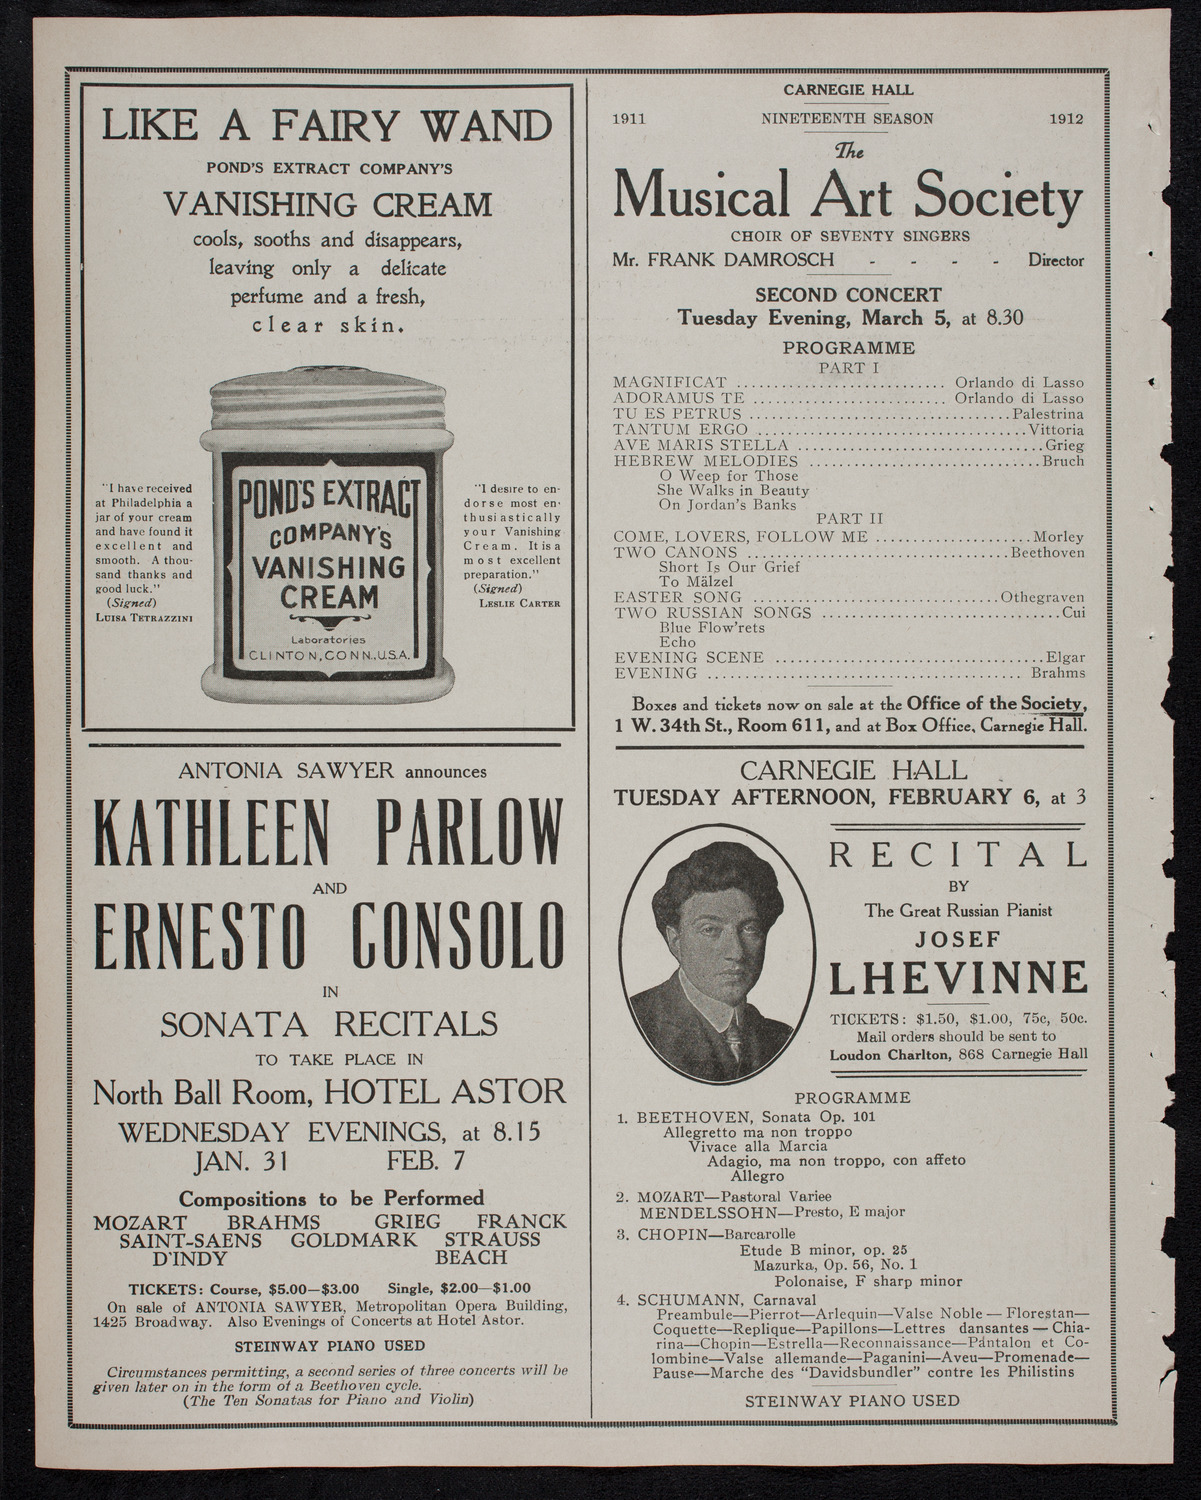 LIKE A FAIRY WAND
POND'S EXTRACT COMPANY'S
VANISHING CREAM
cools, sooths and disappears,
leaving only a delicate
perfume and a fresh,
clear skin.
"I have received
at Philadelphia a
jar of your cream
and have found it
excellent and
smooth. A thou-
sand thanks and
good luck."
(Signed)
LUISA TETRAZZINI
POND'S EXTRACT
COMPANY'S
VANISHING
CREAM
Laboratories
CLINTON, CONN., U.S.A.
"I desire to en-
dorse most en-
thusiastically
your Vanishing
Cream. It is a
most excellent
preparation."
(Signed)
LESLIE CARTER
ANTONIA SAWYER announces
KATHLEEN PARLOW
AND
ERNESTO CONSOLO
IN
SONATA RECITALS
TO TAKE PLACE IN
North Ball Room, HOTEL ASTOR
WEDNESDAY EVENINGS, at 8.15
JAN. 31 FEB. 7
Compositions to be Performed
MOZART BRAHMS GRIEG FRANCK
SAINT-SAENS GOLDMARK STRAUSS
D'INDY BEACH
TICKETS: Course, $5.00—$3.00 Single, $2.00—$1.00
On sale of ANTONIA SAWYER, Metropolitan Opera Building,
1425 Broadway. Also Evenings of Concerts at Hotel Astor.
STEINWAY PIANO USED
Circumstances permitting, a second series of three concerts will be
given later on in the form of a Beethoven cycle.
(The Ten Sonatas for Piano and Violin)
CARNEGIE HALL
1911 NINETEENTH SEASON 1912
The
Musical Art Society
CHOIR OF SEVENTY SINGERS
Mr. FRANK DAMROSCH - - - - Director
SECOND CONCERT
Tuesday Evening, March 5, at 8.30
PROGRAMME
PART I
MAGNIFICAT ........................... Orlando di Lasso
ADORAMUS TE ......................... Orlando di Lasso
TU ES PETRUS ..................................Palestrina
TANTUM ERGO ...................................Vittoria
AVE MARIS STELLA .................................Grieg
HEBREW MELODIES ..............................Bruch
O Weep for Those
She Walks in Beauty
On Jordan's Banks
PART II
COME, LOVERS, FOLLOW ME ....................Morley
TWO CANONS ..................................Beethoven
Short Is Our Grief
To Mälzel
EASTER SONG ................................Othegraven
TWO RUSSIAN SONGS ...............................Cui
Blue Flow'rets
Echo
EVENING SCENE ...................................Elgar
EVENING ......................................... Brahms
Boxes and tickets now on sale at the Office of the Society,
1 W. 34th St., Room 611, and at Box Office, Carnegie Hall.
CARNEGIE HALL
TUESDAY AFTERNOON, FEBRUARY 6, at 3
RECITAL
BY
The Great Russian Pianist
JOSEF
LHEVINNE
TICKETS: $1.50, $1.00, 75c, 50c.
Mail orders should be sent to
Loudon Charlton, 868 Carnegie Hall
PROGRAMME
1. BEETHOVEN, Sonata Op. 101
Allegretto ma non troppo
Vivace alla Marcia
Adagio, ma non troppo, con affeto
Allegro
2. MOZART—Pastoral Variee
MENDELSSOHN—Presto, E major
3. CHOPIN—Barcarolle
Etude B minor, op. 25
Mazurka, Op. 56, No. 1
Polonaise, F sharp minor
4. SCHUMANN, Carnaval
Preambule—Pierrot—Arlequin—Valse Noble—Florestan—
Coquette—Replique—Papillons—Lettres dansantes—Chia-
rina—Chopin—Estrella—Reconnaissance—Pantalon et Co-
lombine—Valse allemande—Paganini—Aveu—Promenade—
Pause—Marche des "Davidsbundler" contre les Philistins
STEINWAY PIANO USED